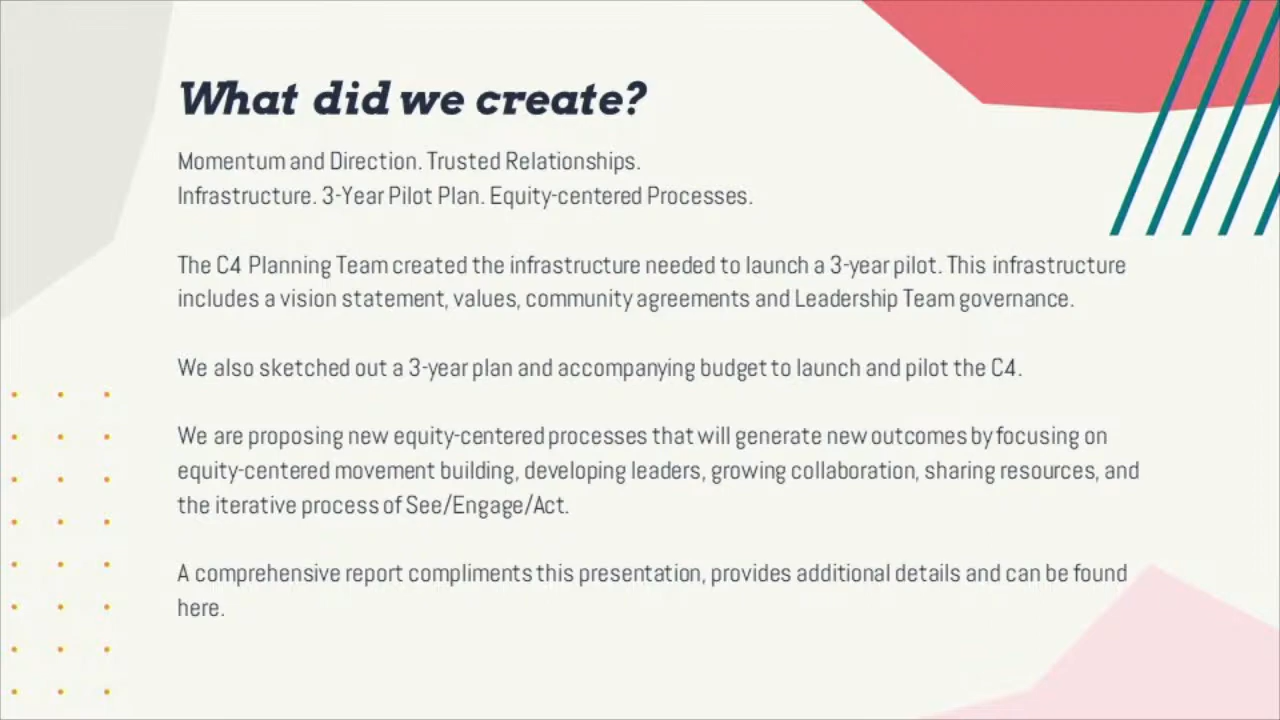 What did we create?
Momentum and Direction. Trusted Relationships.
Infrastructure. 3-Year Pilot Plan. Equity-centered Processes.
The C4 Planning Team created the infrastructure needed to launch a 3-year pilot. This infrastructure
includes a vision statement, values, community agreements and Leadership Team governance.
We also sketched out a 3-year plan and accompanying budget to launch and pilot the C4.
We are proposing new equity-centered processes that will generate new outcomes by focusing on
equity-centered movement building, developing leaders, growing collaboration, sharing resources, and
the iterative process of See/Engage/Act.
A comprehensive report compliments this presentation, provides additional details and can be found
here.